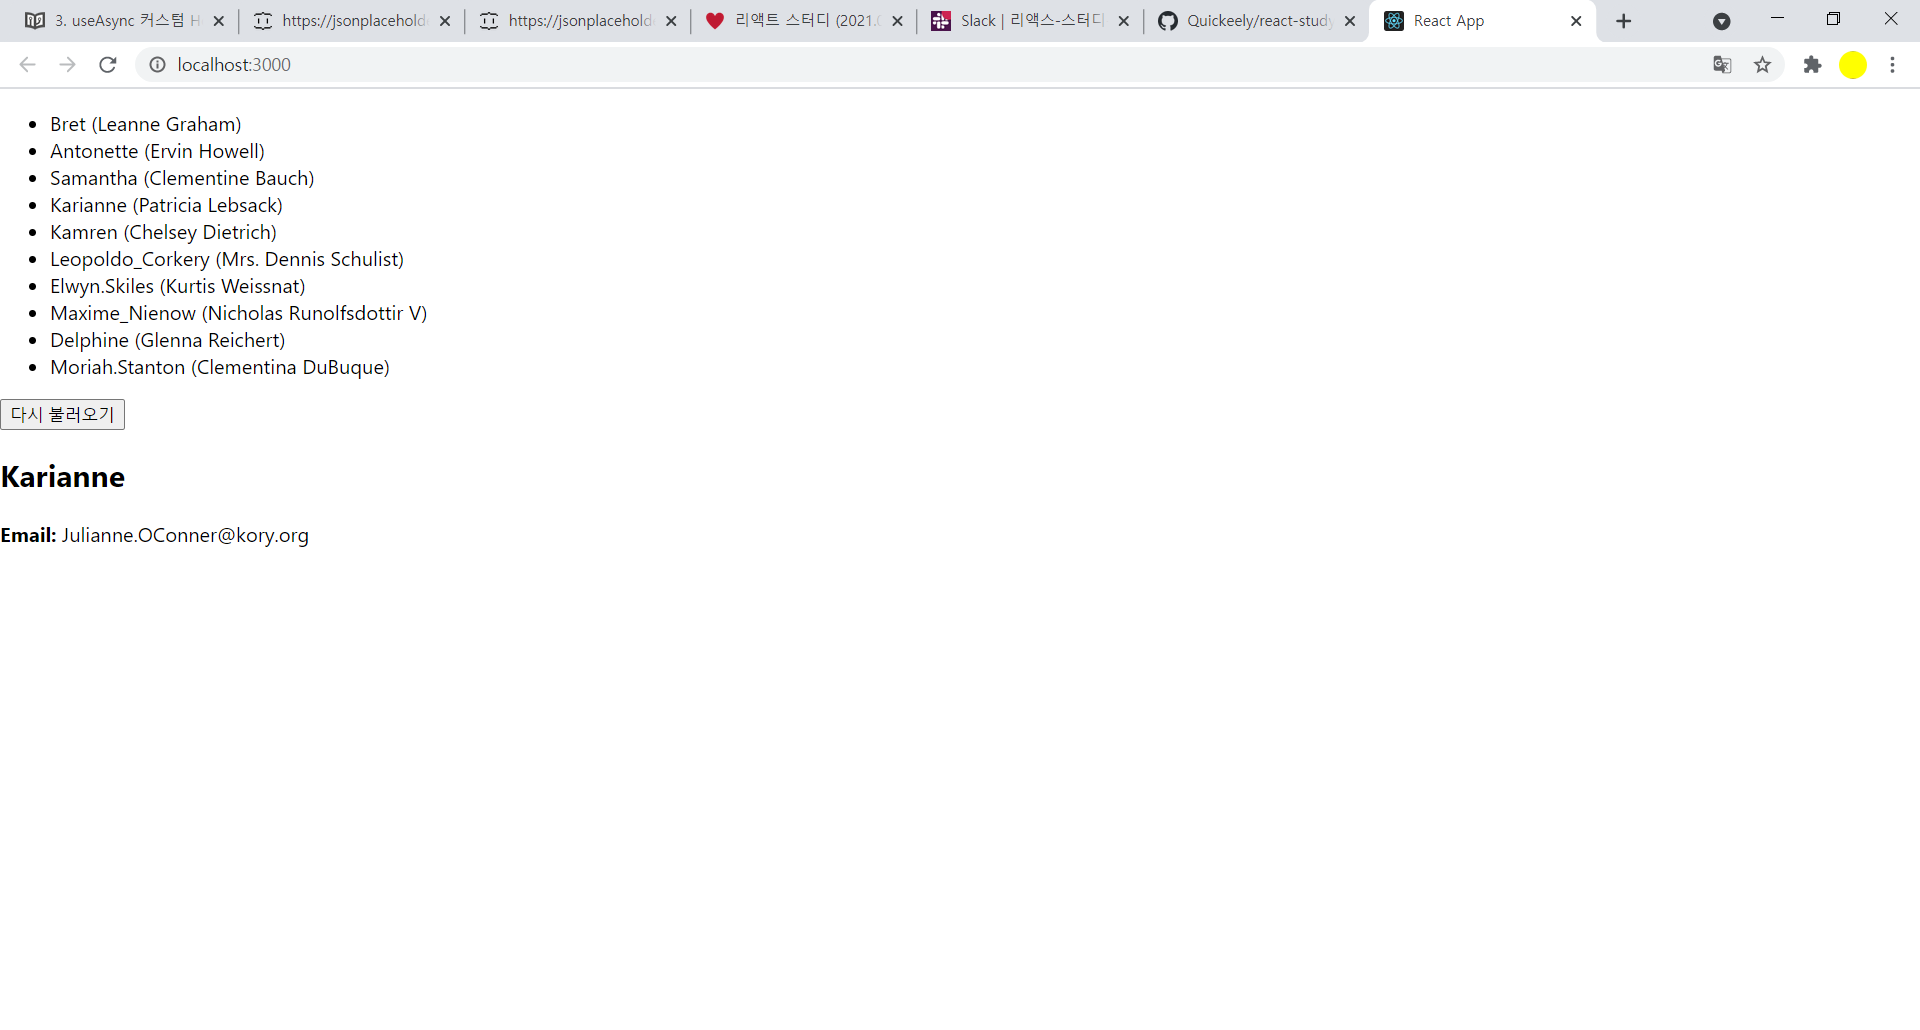 3. useAsync 커스텀 H
https://jsonplacehold
https://jsonplacehold
리액트 스터디 (2021.
Slack | 리액스-스터디
Quickeely/react-study
React App
localhost:3000
Bret (Leanne Graham)
Antonette (Ervin Howell)
Samantha (Clementine Bauch)
Karianne (Patricia Lebsack)
Kamren (Chelsey Dietrich)
Leopoldo_Corkery (Mrs. Dennis Schulist)
Elwyn.Skiles (Kurtis Weissnat)
Maxime_Nienow (Nicholas Runolfsdottir V)
Delphine (Glenna Reichert)
Moriah.Stanton (Clementina DuBuque)
다시 불러오기
Karianne
Email: Julianne.OConner@kory.org